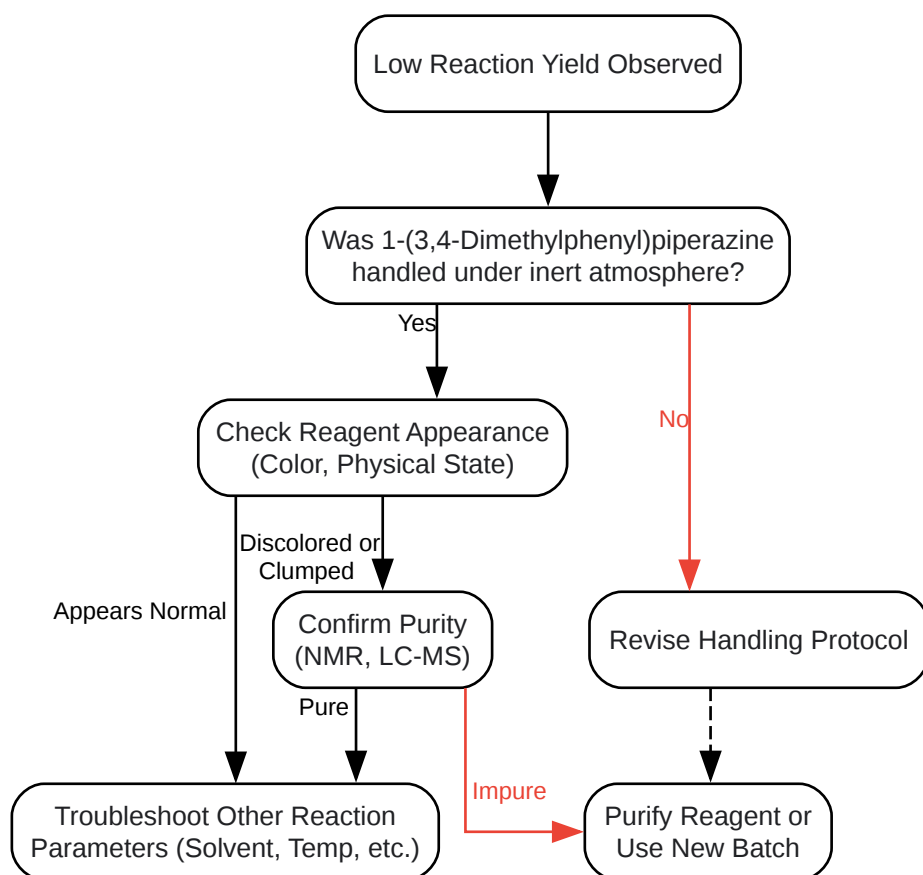 Low Reaction Yield Observed
Was 1-(3,4-Dimethylphenyl)piperazine
handled under inert atmosphere?
Yes
No
Check Reagent Appearance
(Color, Physical State)
Discolored or
Clumped
Appears Normal
Confirm Purity
(NMR, LC-MS)
Revise Handling Protocol
Pure
Impure
Troubleshoot Other Reaction
Parameters (Solvent, Temp, etc.)
Purify Reagent or
Use New Batch